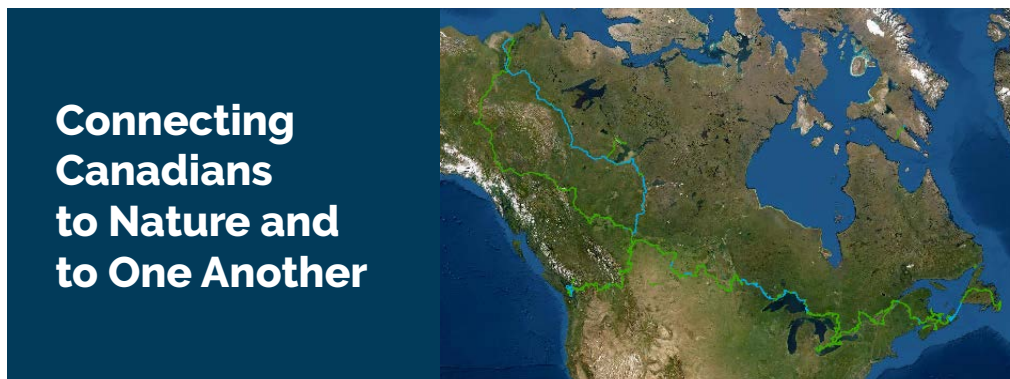 Connecting
Canadians
to Nature and
to One Another